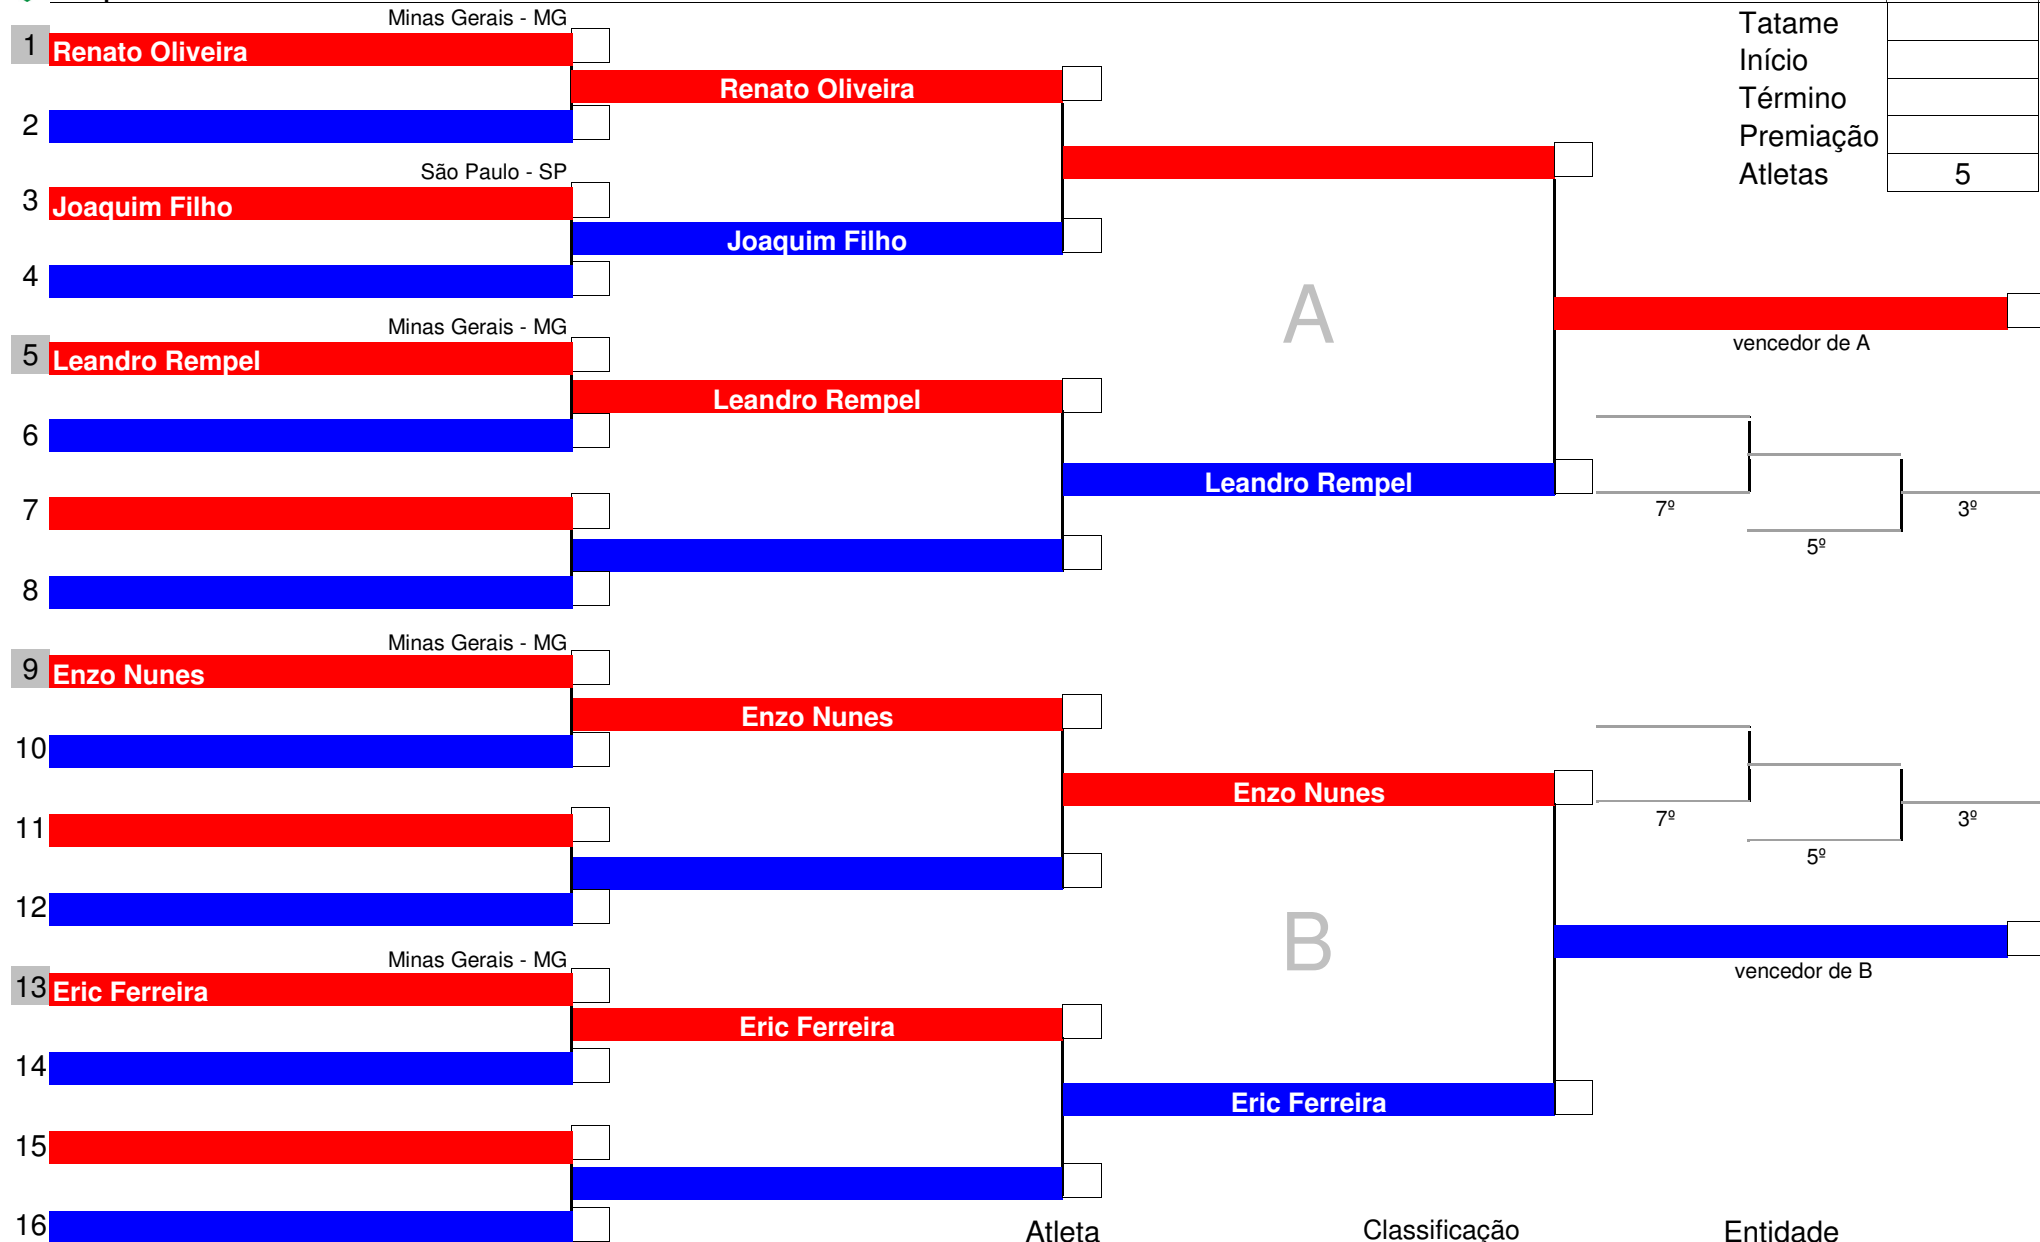 Minas Gerais - MG
Tatame
1 Renato Oliveira
Início
Renato Oliveira
Término
2
Premiação
São Paulo - SP
Atletas 5
3 Joaquim Filho
Joaquim Filho
4
A
Minas Gerais - MG
vencedor de A
5 Leandro Rempel
Leandro Rempel
6
Leandro Rempel
7
7º 3º
5º
8
Minas Gerais - MG
9 Enzo Nunes
Enzo Nunes
10
Enzo Nunes
7º 3º
11
5º
12
B
Minas Gerais - MG
vencedor de B
13 Eric Ferreira
Eric Ferreira
14
Eric Ferreira
15
16
Atleta Classificação Entidade